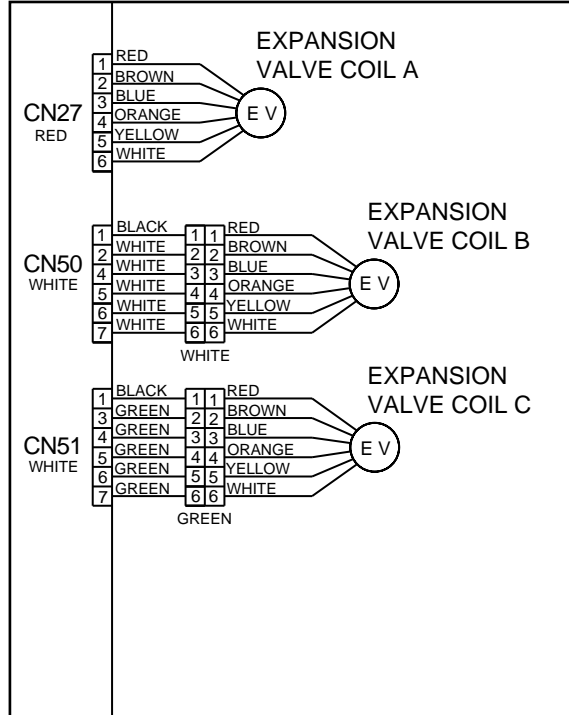 EXPANSION
VALVE COIL A
CN27
RED
1 RED
2 BROWN
3 BLUE
4 ORANGE
5 YELLOW
6 WHITE
E V
EXPANSION
VALVE COIL B
CN50
WHITE
1 BLACK 1 1 RED
2 WHITE 2 2 BROWN
4 WHITE 3 3 BLUE
5 WHITE 4 4 ORANGE
6 WHITE 5 5 YELLOW
7 WHITE 6 6 WHITE
WHITE
E V
EXPANSION
VALVE COIL C
CN51
WHITE
1 BLACK 1 1 RED
3 GREEN 2 2 BROWN
4 GREEN 3 3 BLUE
5 GREEN 4 4 ORANGE
6 GREEN 5 5 YELLOW
7 GREEN 6 6 WHITE
GREEN
E V